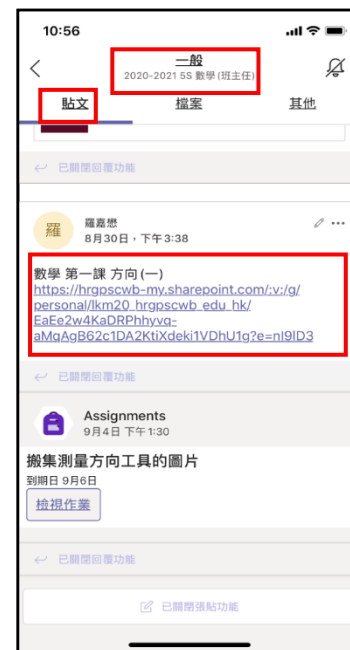 10:56
一般
2020-2021 5S 數學 (班主任)
貼文
檔案
其他
已關閉回覆功能
羅
羅嘉懋
8月30日，下午3:38
數學 第一課 方向 (一)
https://hrgpscwb-my.sharepoint.com/:v:/g/
personal/lkm20_hrgpscwb_edu_hk/
EaEe2w4KaDRPhhyvq-
aMqAgB62c1DA2KtiXdeki1VDhU1g?e=nI9lD3
已關閉回覆功能
Assignments
9月4日 下午1:30
搬集測量方向工具的圖片
到期日 9月6日
檢視作業
已關閉回覆功能
已關閉張貼功能